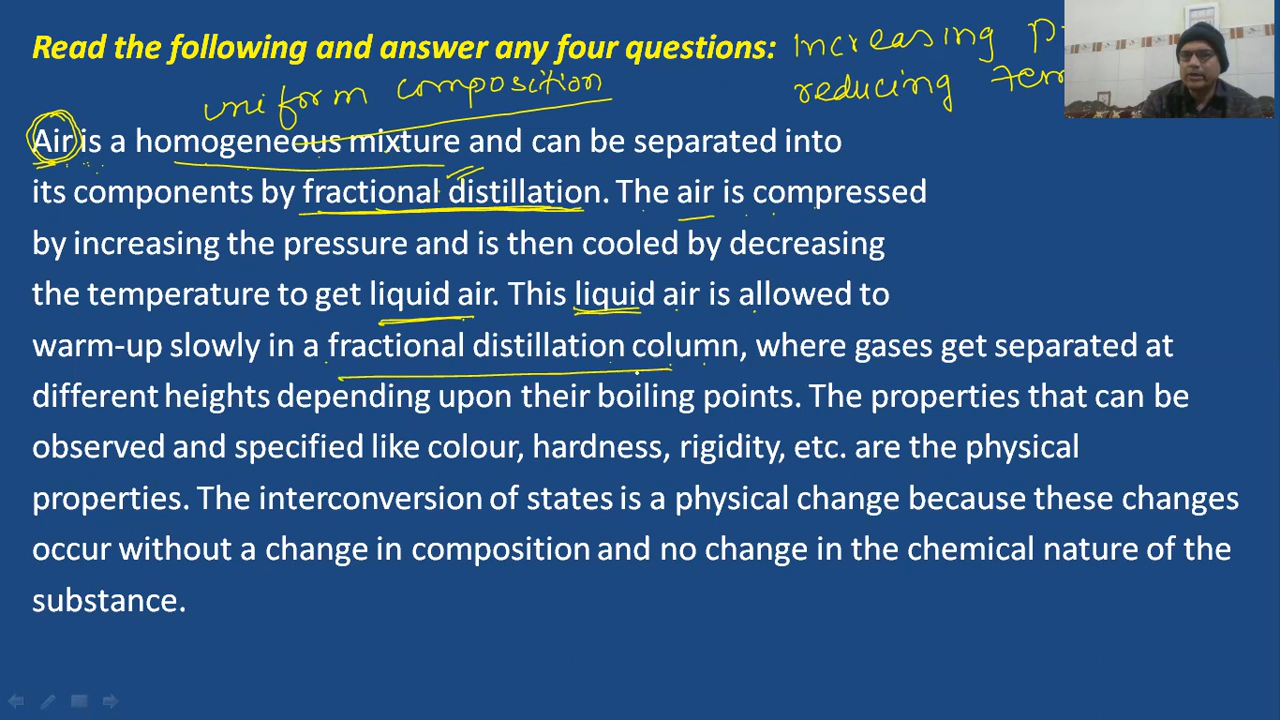 Read the following and answer any four questions:
Increasing
reducing
uniform composition
Air is a homogeneous mixture and can be separated into
its components by fractional distillation. The air is compressed
by increasing the pressure and is then cooled by decreasing
the temperature to get liquid air. This liquid air is allowed to
warm-up slowly in a fractional distillation column, where gases get separated at
different heights depending upon their boiling points. The properties that can be
observed and specified like colour, hardness, rigidity, etc. are the physical
properties. The interconversion of states is a physical change because these changes
occur without a change in composition and no change in the chemical nature of the
substance.